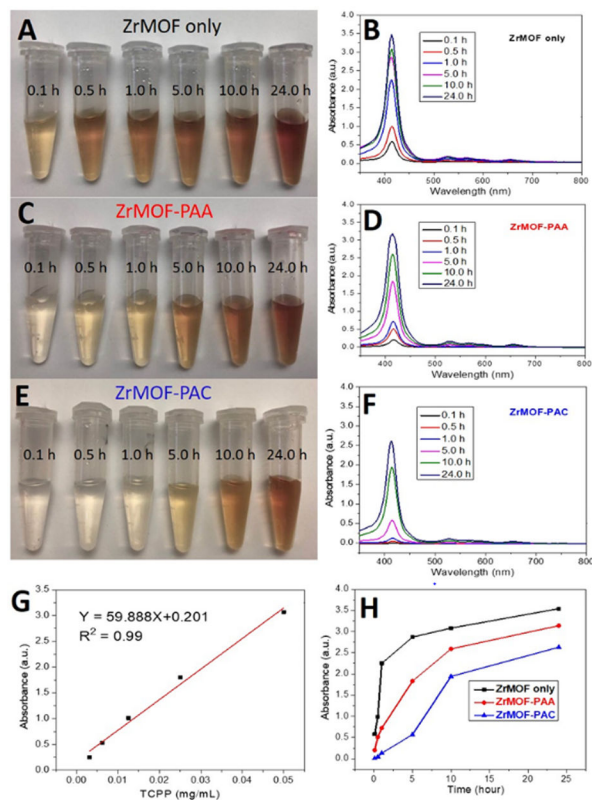 A
ZrMOF only
0.1 h 0.5 h 1.0 h 5.0 h 10.0 h 24.0 h
B
ZrMOF only
0.1 h
0.5 h
1.0 h
5.0 h
10.0 h
24.0 h
Absorbance (a.u.)
3.5
3.0
2.5
2.0
1.5
1.0
0.5
0.0
400 500 600 700 800
Wavelength (nm)
C
ZrMOF-PAA
0.1 h 0.5 h 1.0 h 5.0 h 10.0 h 24.0 h
D
ZrMOF-PAA
0.1 h
0.5 h
1.0 h
5.0 h
10.0 h
24.0 h
Absorbance (a.u.)
3.5
3.0
2.5
2.0
1.5
1.0
0.5
0.0
400 500 600 700 800
Wavelength (nm)
E
ZrMOF-PAC
0.1 h 0.5 h 1.0 h 5.0 h 10.0 h 24.0 h
F
ZrMOF-PAC
0.1 h
0.5 h
1.0 h
5.0 h
10.0 h
24.0 h
Absorbance (a.u.)
3.5
3.0
2.5
2.0
1.5
1.0
0.5
0.0
400 500 600 700 800
Wavelength (nm)
G
Y = 59.888X+0.201
R² = 0.99
Absorbance (a.u.)
3.5
3.0
2.5
2.0
1.5
1.0
0.5
0.0
0.00 0.01 0.02 0.03 0.04 0.05
TCPP (mg/mL)
H
ZrMOF only
ZrMOF-PAA
ZrMOF-PAC
Absorbance (a.u.)
4.0
3.5
3.0
2.5
2.0
1.5
1.0
0.5
0.0
0 5 10 15 20 25
Time (hour)